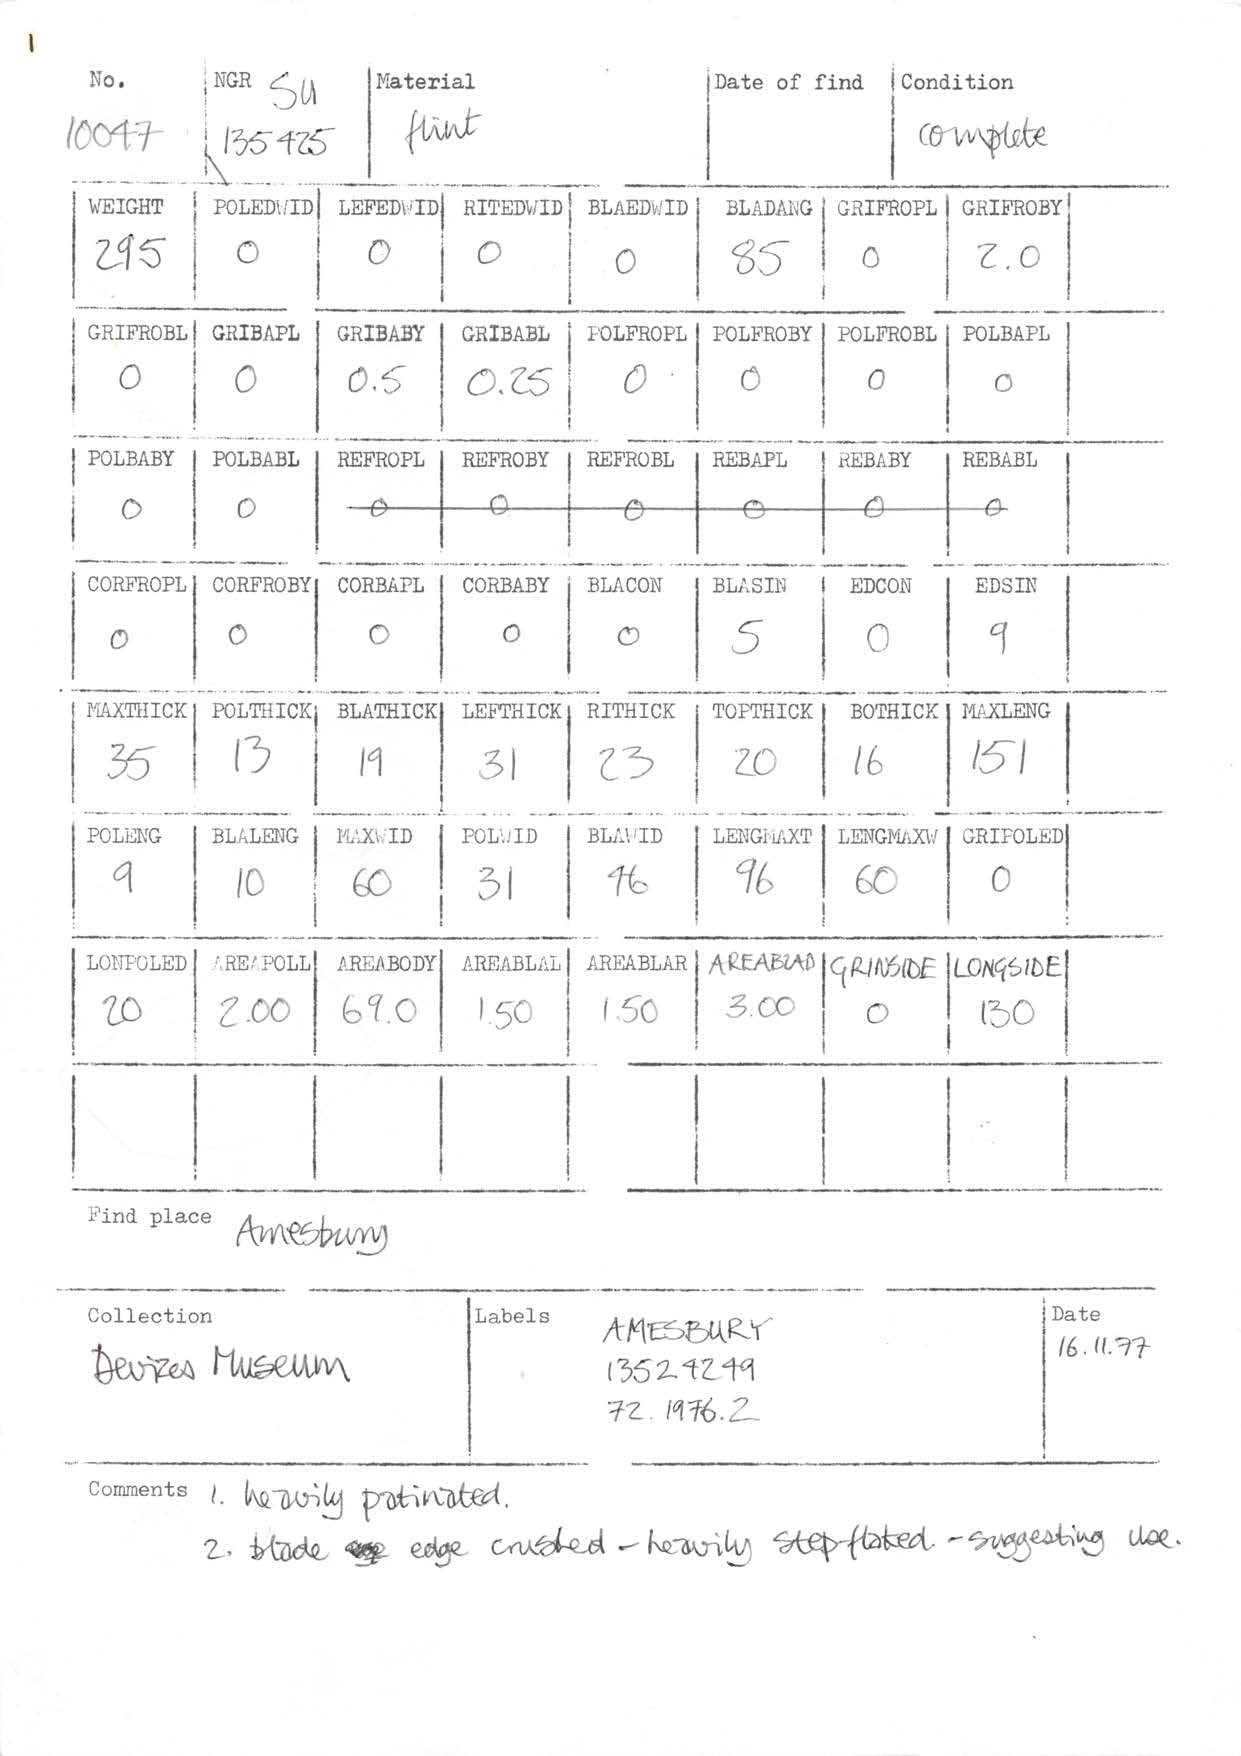 1
No. NGR SU Material Date of find Condition
10047 135 425 flint complete
WEIGHT POLEDWID LEFEDWID RITEDWID BLAEDWID BLADANG GRIFROPL GRIFROBY
295 0 0 0 0 85 0 2.0
GRIFROBL GRIBAPL GRIBABY GRIBABL POLFROPL POLFROBY POLFROBL POLBAPL
0 0 0.5 0.25 0 0 0 0
POLBABY POLBABL REFROPL REFROBY REFROBL REBAPL REBABY REBABL
0 0 0 0 0 0 0 0
CORFROPL CORFROBY CORBAPL CORBABY BLACON BLASIN EDCON EDSIN
0 0 0 0 0 5 0 9
MAXTHICK POLTHICK BLATHICK LEFTHICK RITHICK TOPTHICK BOTHICK MAXLENG
35 13 19 31 23 20 16 151
POLENG BLALENG MAXWID POLWID BLAWID LENGMAXT LENGMAXW GRIPOLED
9 10 60 31 46 96 60 0
LONPOLED AREAPOLL AREABODY AREABLAL AREABLAR AREABLAD GRINSIDE LONGSIDE
20 2.00 69.0 1.50 1.50 3.00 0 130
Find place Amesbury
Collection Labels Date
Devizes Museum AMESBURY 16.11.77
1352 4249
72.1976.2
Comments 1. heavily patinated.
2. blade edge crushed - heavily step-flaked. - suggesting use.